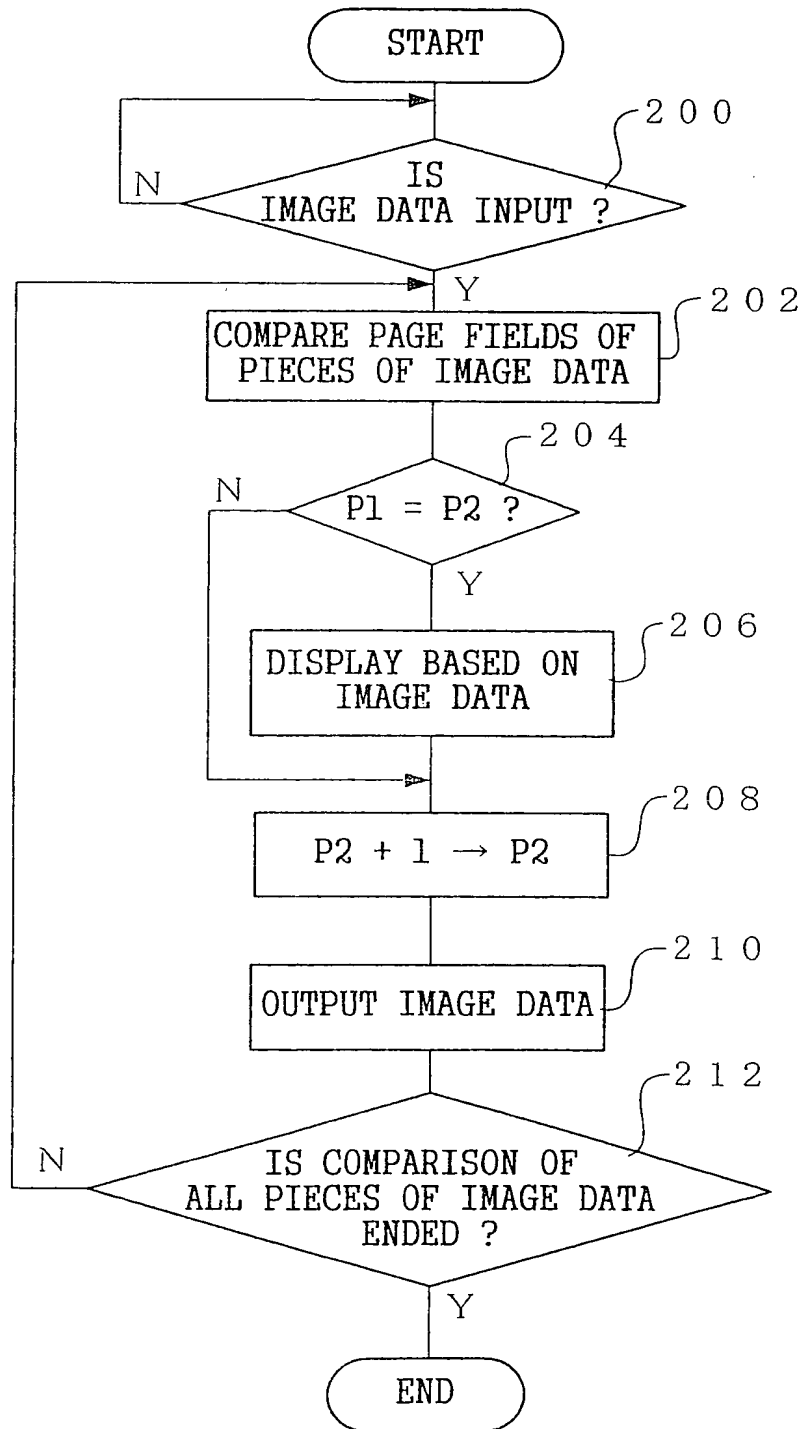 START
200
IS
IMAGE DATA INPUT ?
N
Y
202
COMPARE PAGE FIELDS OF
PIECES OF IMAGE DATA
204
P1 = P2 ?
N
Y
206
DISPLAY BASED ON
IMAGE DATA
208
P2 + 1 → P2
210
OUTPUT IMAGE DATA
212
IS COMPARISON OF
ALL PIECES OF IMAGE DATA
ENDED ?
N
Y
END